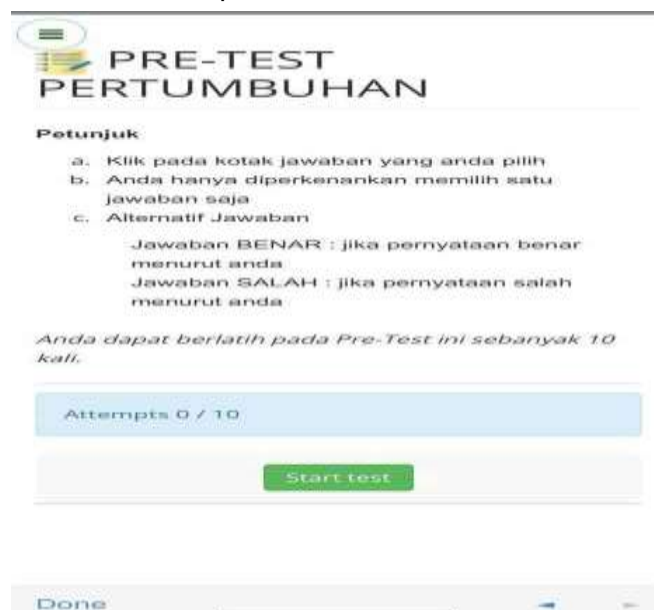 PRE-TEST
PERTUMBUHAN
Petunjuk
a. Klik pada kotak jawaban yang anda pilih
b. Anda hanya diperkenankan memilih satu
jawaban saja
c. Alternatif Jawaban
Jawaban BENAR : jika pernyataan benar
menurut anda
Jawaban SALAH : jika pernyataan salah
menurut anda
Anda dapat berlatih pada Pre-Test ini sebanyak 10
kali.
Attempts 0 / 10
Start test
Done